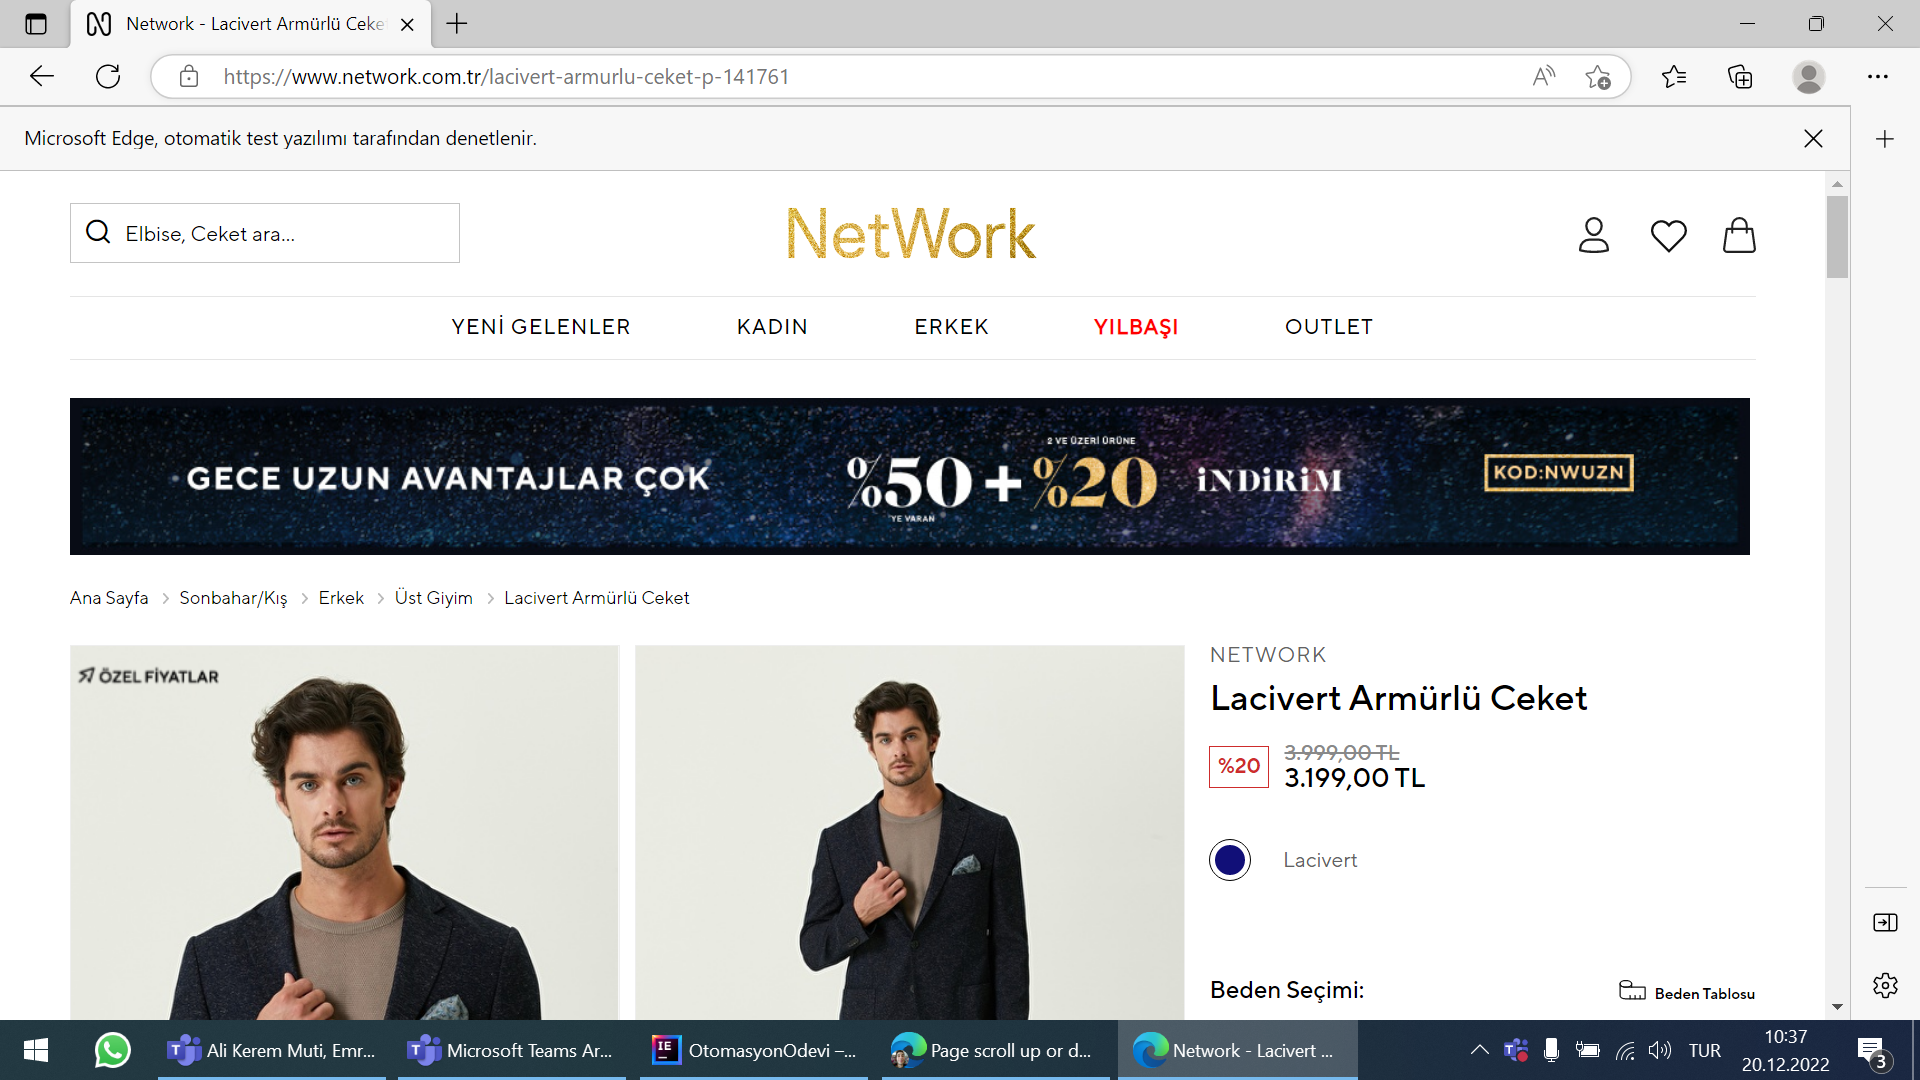 Network - Lacivert Armürlü Ceke
https://www.network.com.tr/lacivert-armurlu-ceket-p-141761
Microsoft Edge, otomatik test yazılımı tarafından denetlenir.
Elbise, Ceket ara...
NetWork
YENİ GELENLER KADIN ERKEK YILBAŞI OUTLET
GECE UZUN AVANTAJLAR ÇOK
2 VE ÜZERİ ÜRÜNE
%50 + %20 İNDİRİM
YE VARAN
KOD:NWUZN
Ana Sayfa > Sonbahar/Kış > Erkek > Üst Giyim > Lacivert Armürlü Ceket
ÖZEL FİYATLAR
NETWORK
Lacivert Armürlü Ceket
%20
3.999,00 TL
3.199,00 TL
Lacivert
Beden Seçimi:
Beden Tablosu
Ali Kerem Muti, Emr...
Microsoft Teams Ar...
IE
OtomasyonOdevi –...
Page scroll up or d...
Network - Lacivert ...
TUR
10:37
20.12.2022
3